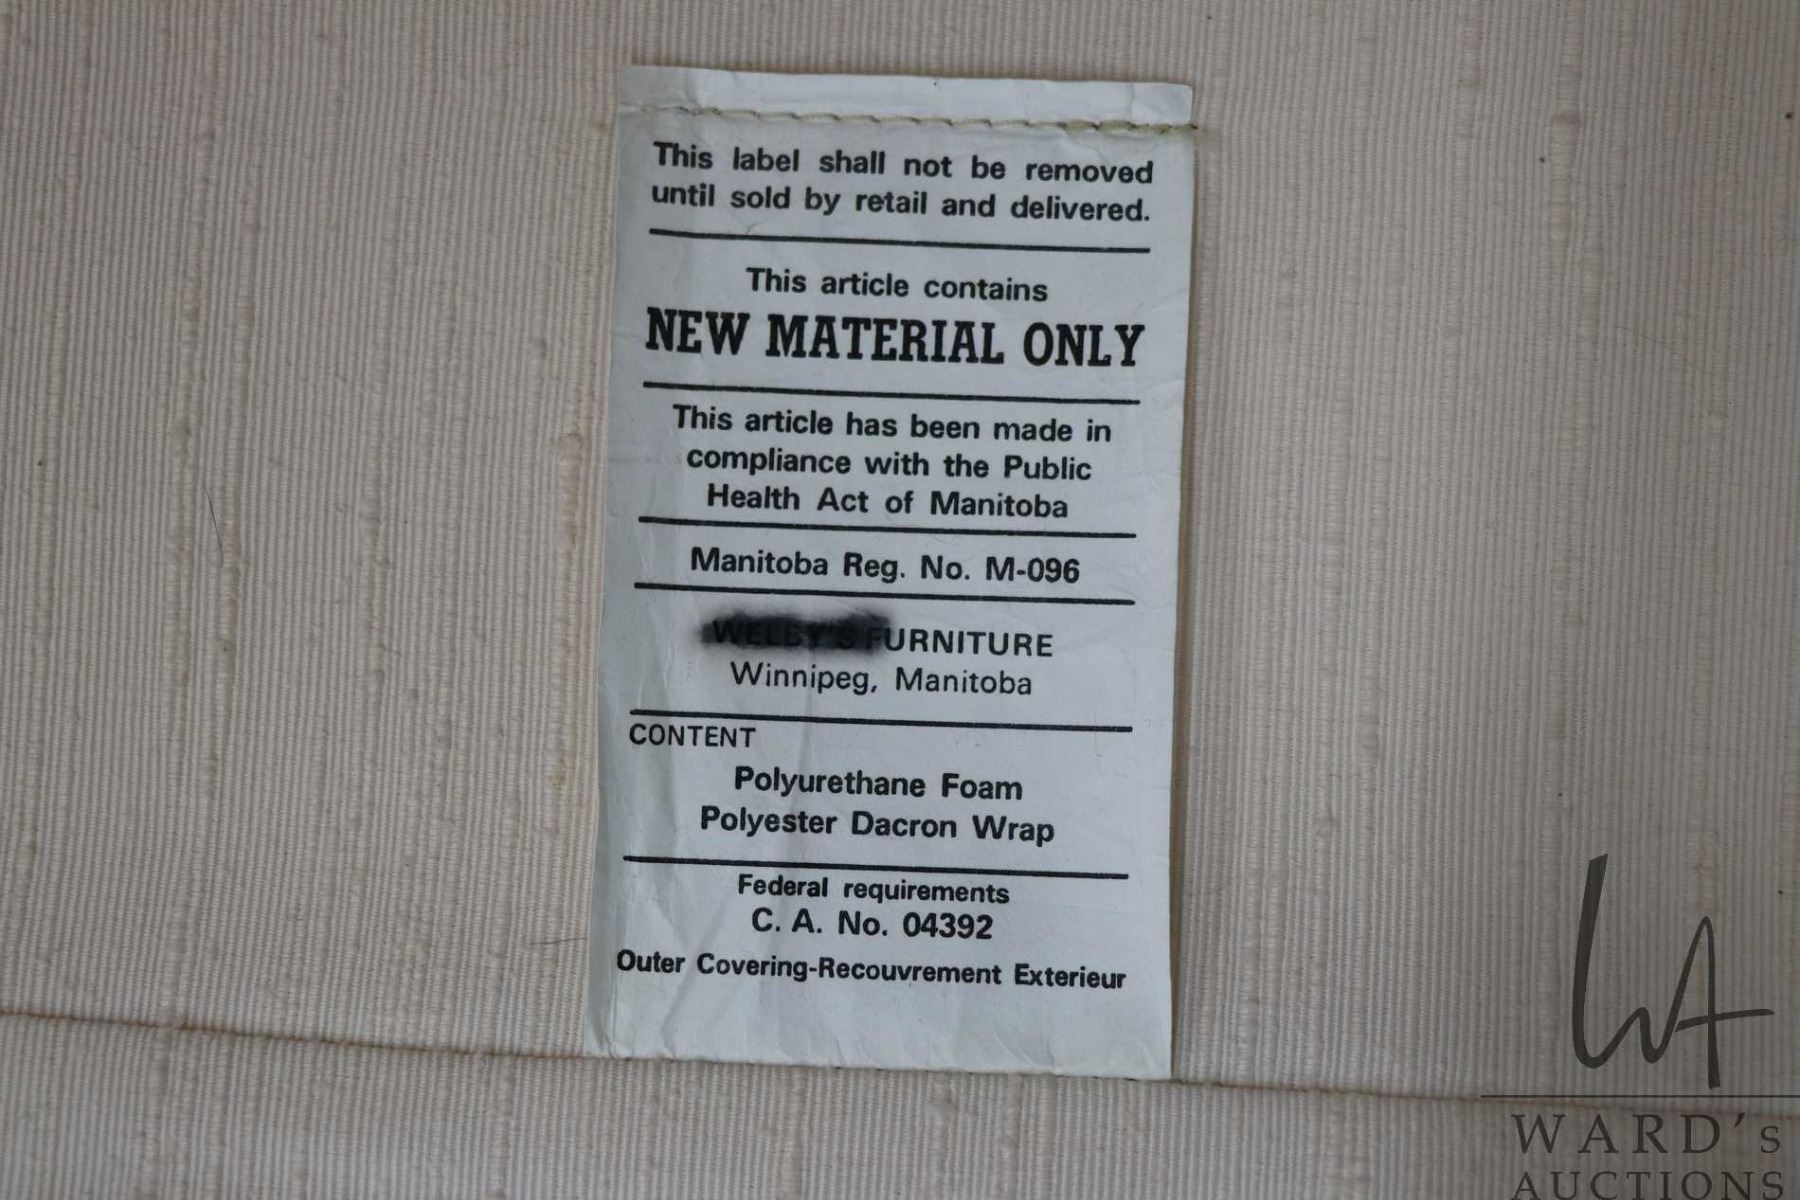 This label shall not be removed
until sold by retail and delivered.
This article contains
NEW MATERIAL ONLY
This article has been made in
compliance with the Public
Health Act of Manitoba
Manitoba Reg. No. M-096
WELBY'S FURNITURE
Winnipeg, Manitoba
CONTENT
Polyurethane Foam
Polyester Dacron Wrap
Federal requirements
C. A. No. 04392
Outer Covering-Recouvrement Exterieur
WA
WARD's
AUCTIONS